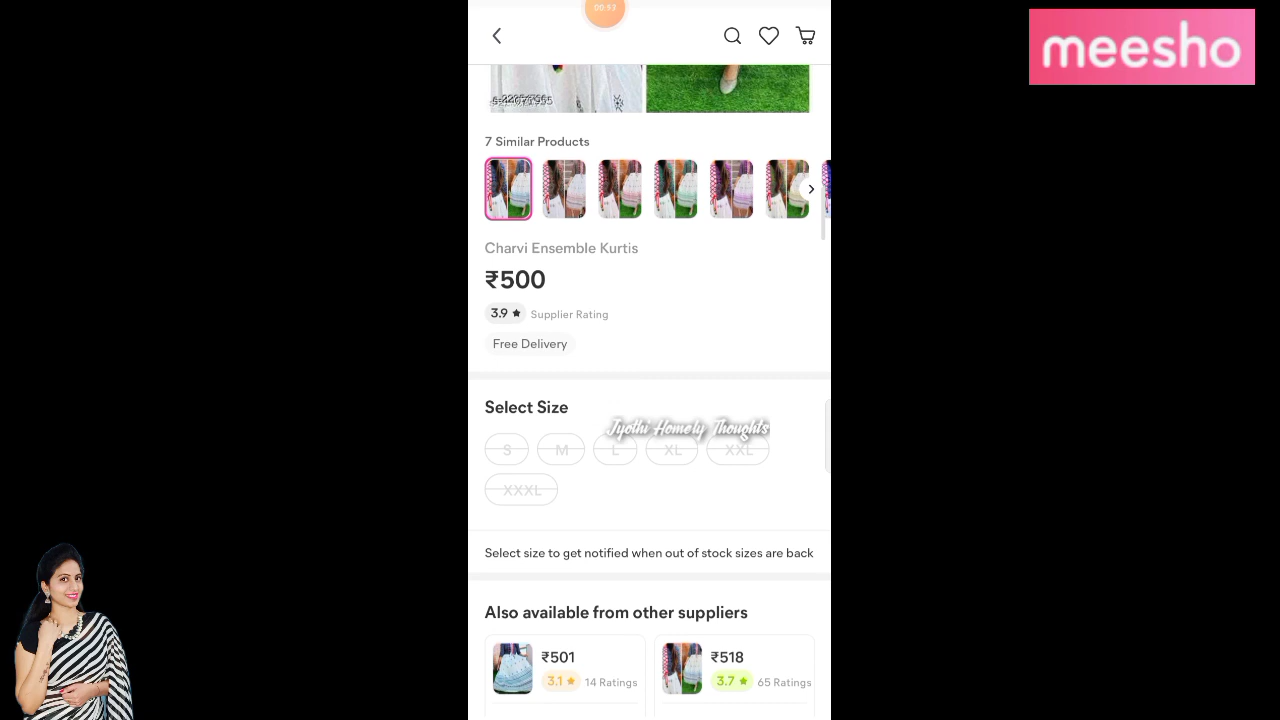 00:53
meesho
7 Similar Products
Charvi Ensemble Kurtis
₹500
3.9 ★ Supplier Rating
Free Delivery
Select Size
Jyothi Homely Thoughts
S M L XL XXL
XXXL
Select size to get notified when out of stock sizes are back
Also available from other suppliers
₹501 ₹518
3.1 ★ 14 Ratings 3.7 ★ 65 Ratings